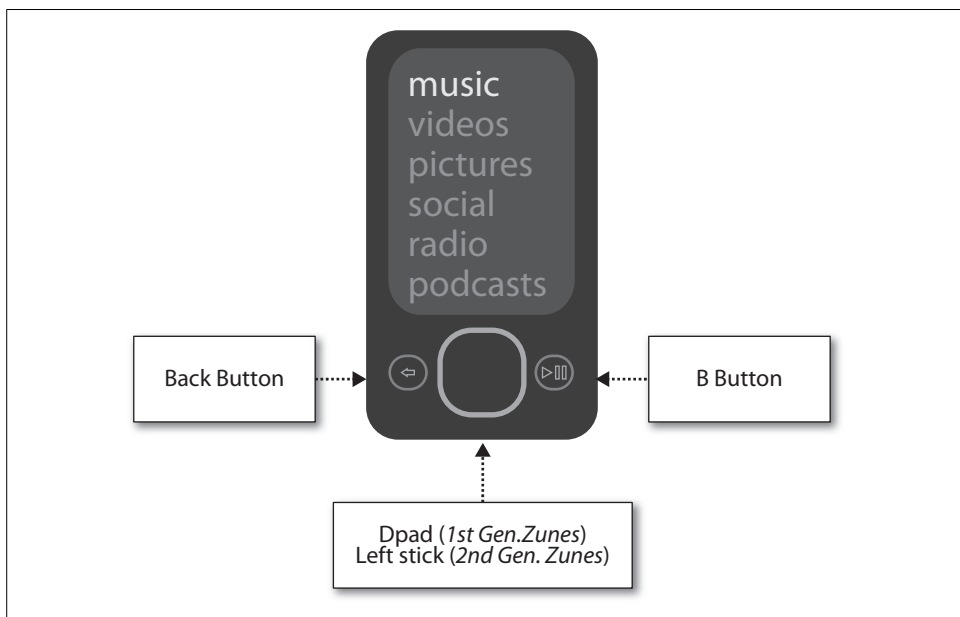 music
videos
pictures
social
radio
podcasts
Back Button
B Button
Dpad (1st Gen.Zunes)
Left stick (2nd Gen. Zunes)